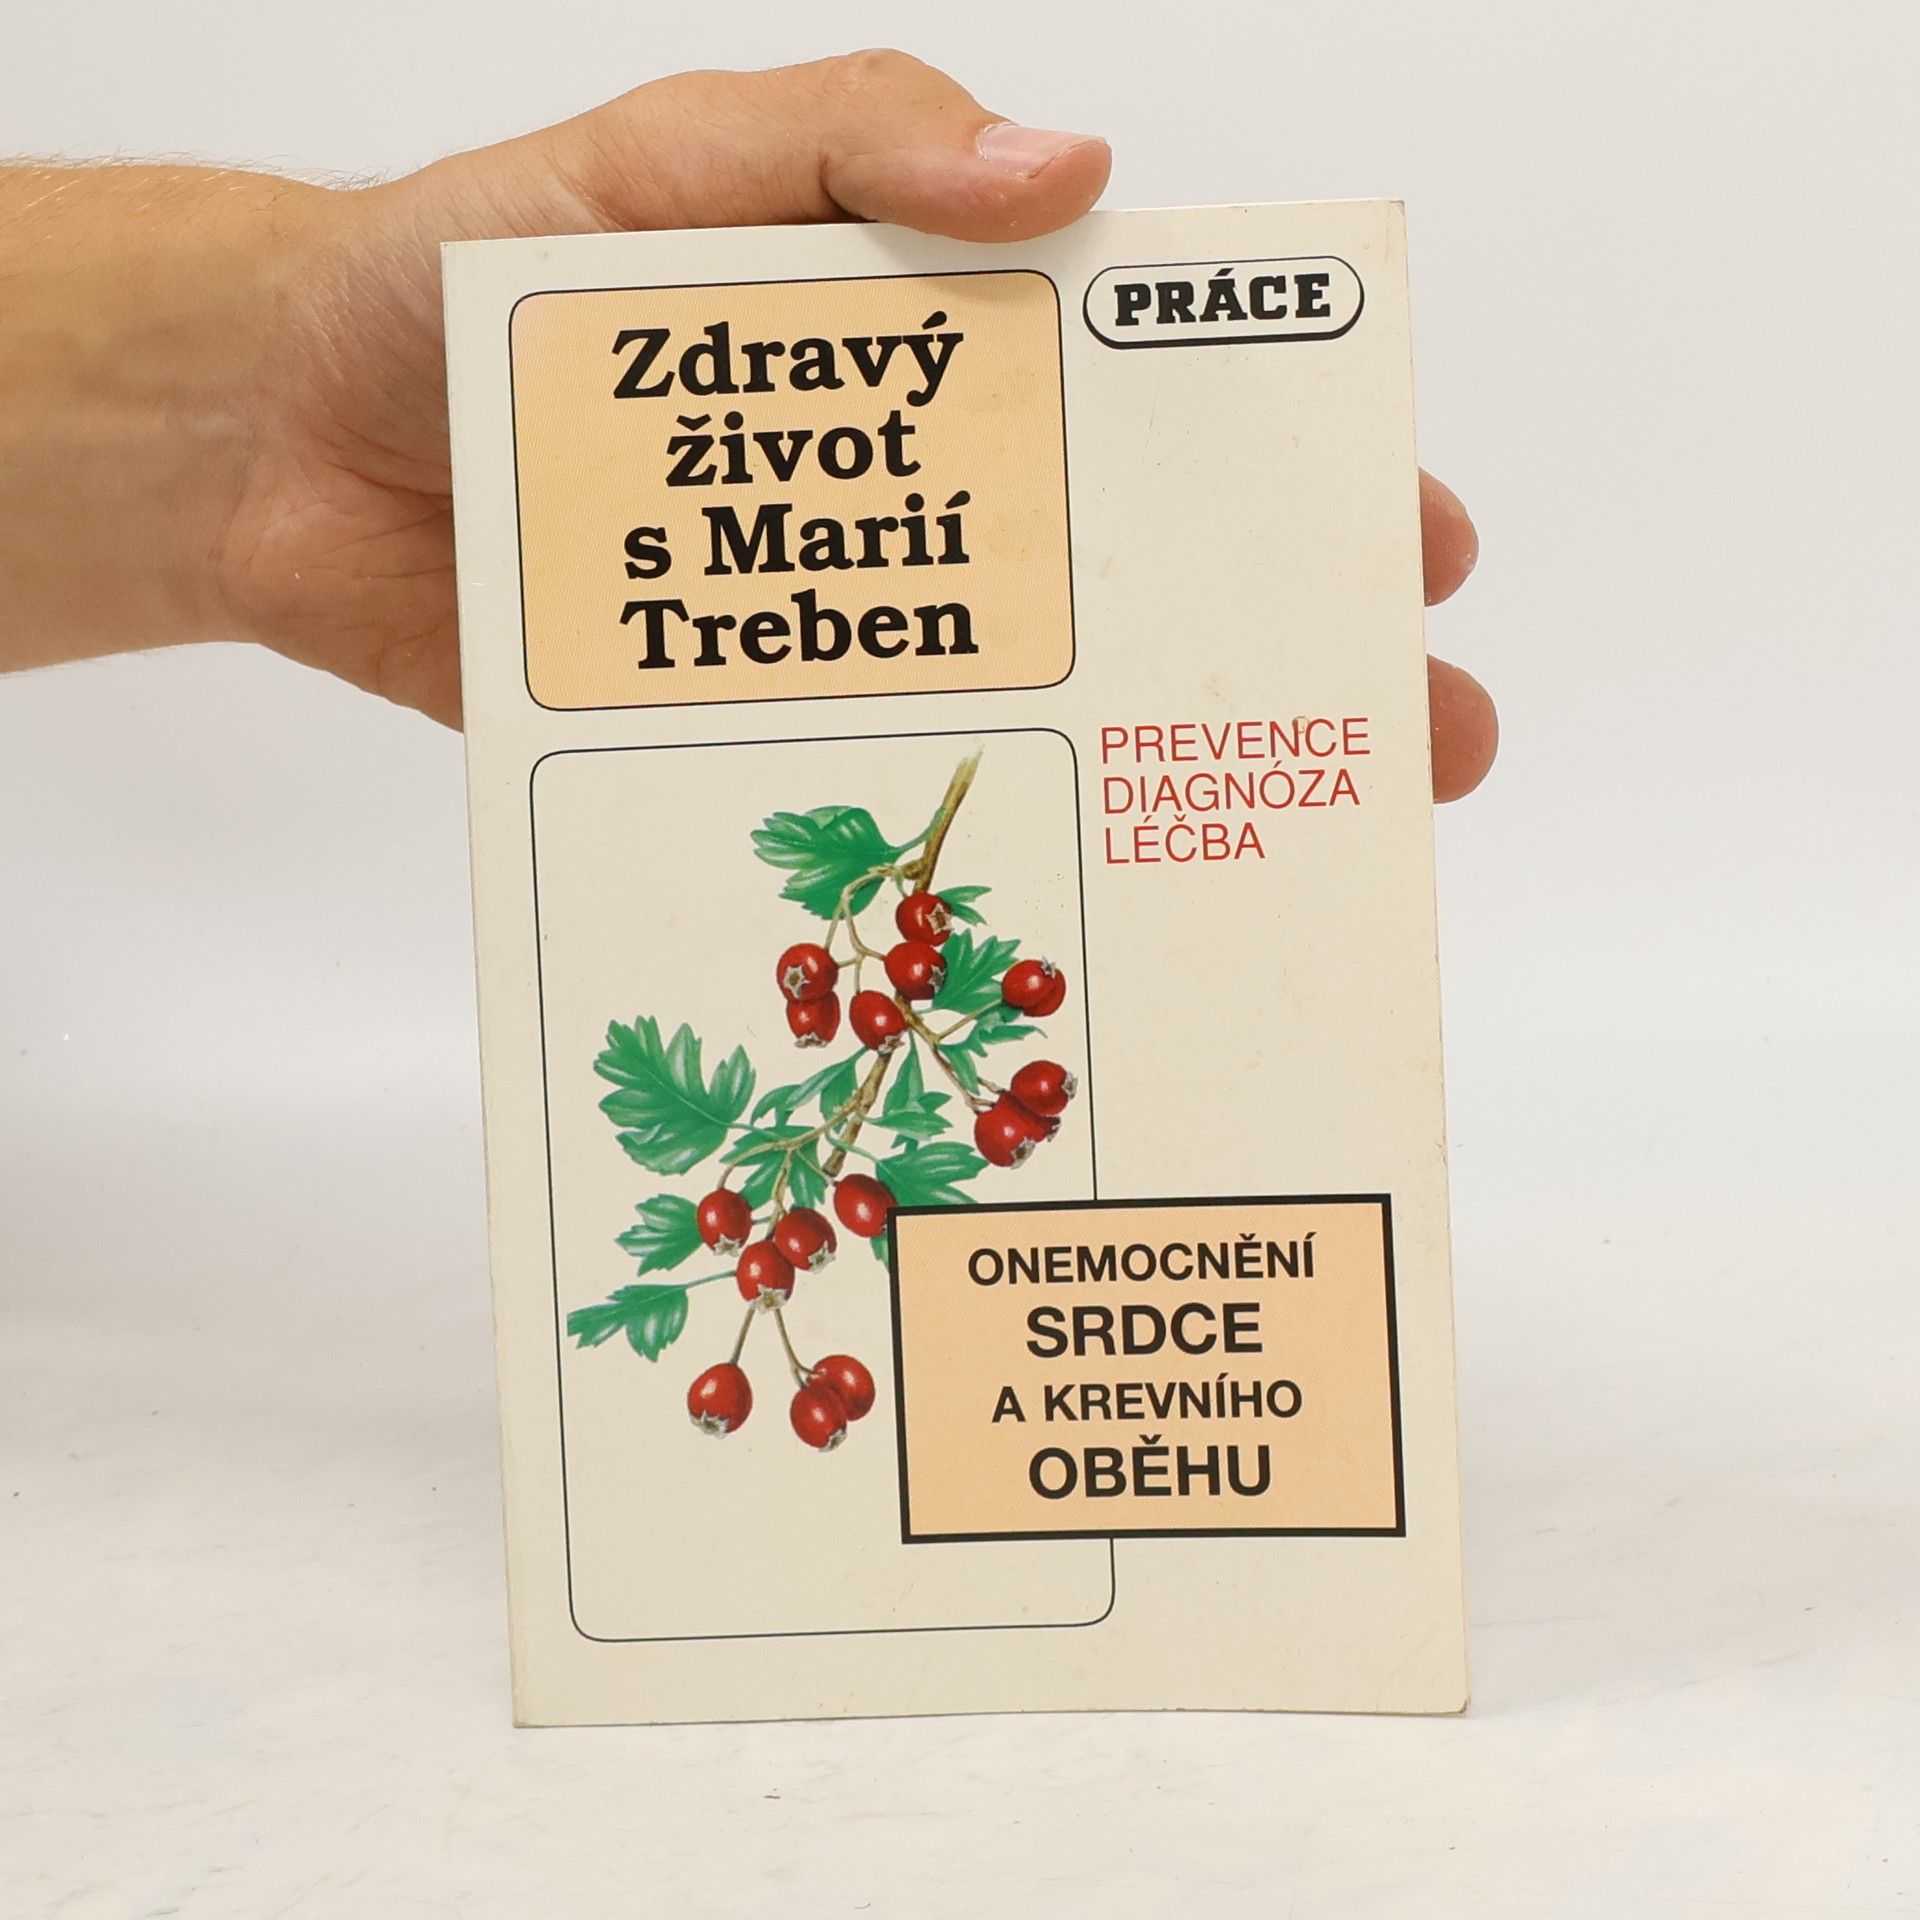 PRÁCE
Zdravý
život
s Marií
Treben
PREVENCE
DIAGNÓZA
LÉČBA
ONEMOCNĚNÍ
SRDCE
A KREVNÍHO
OBĚHU